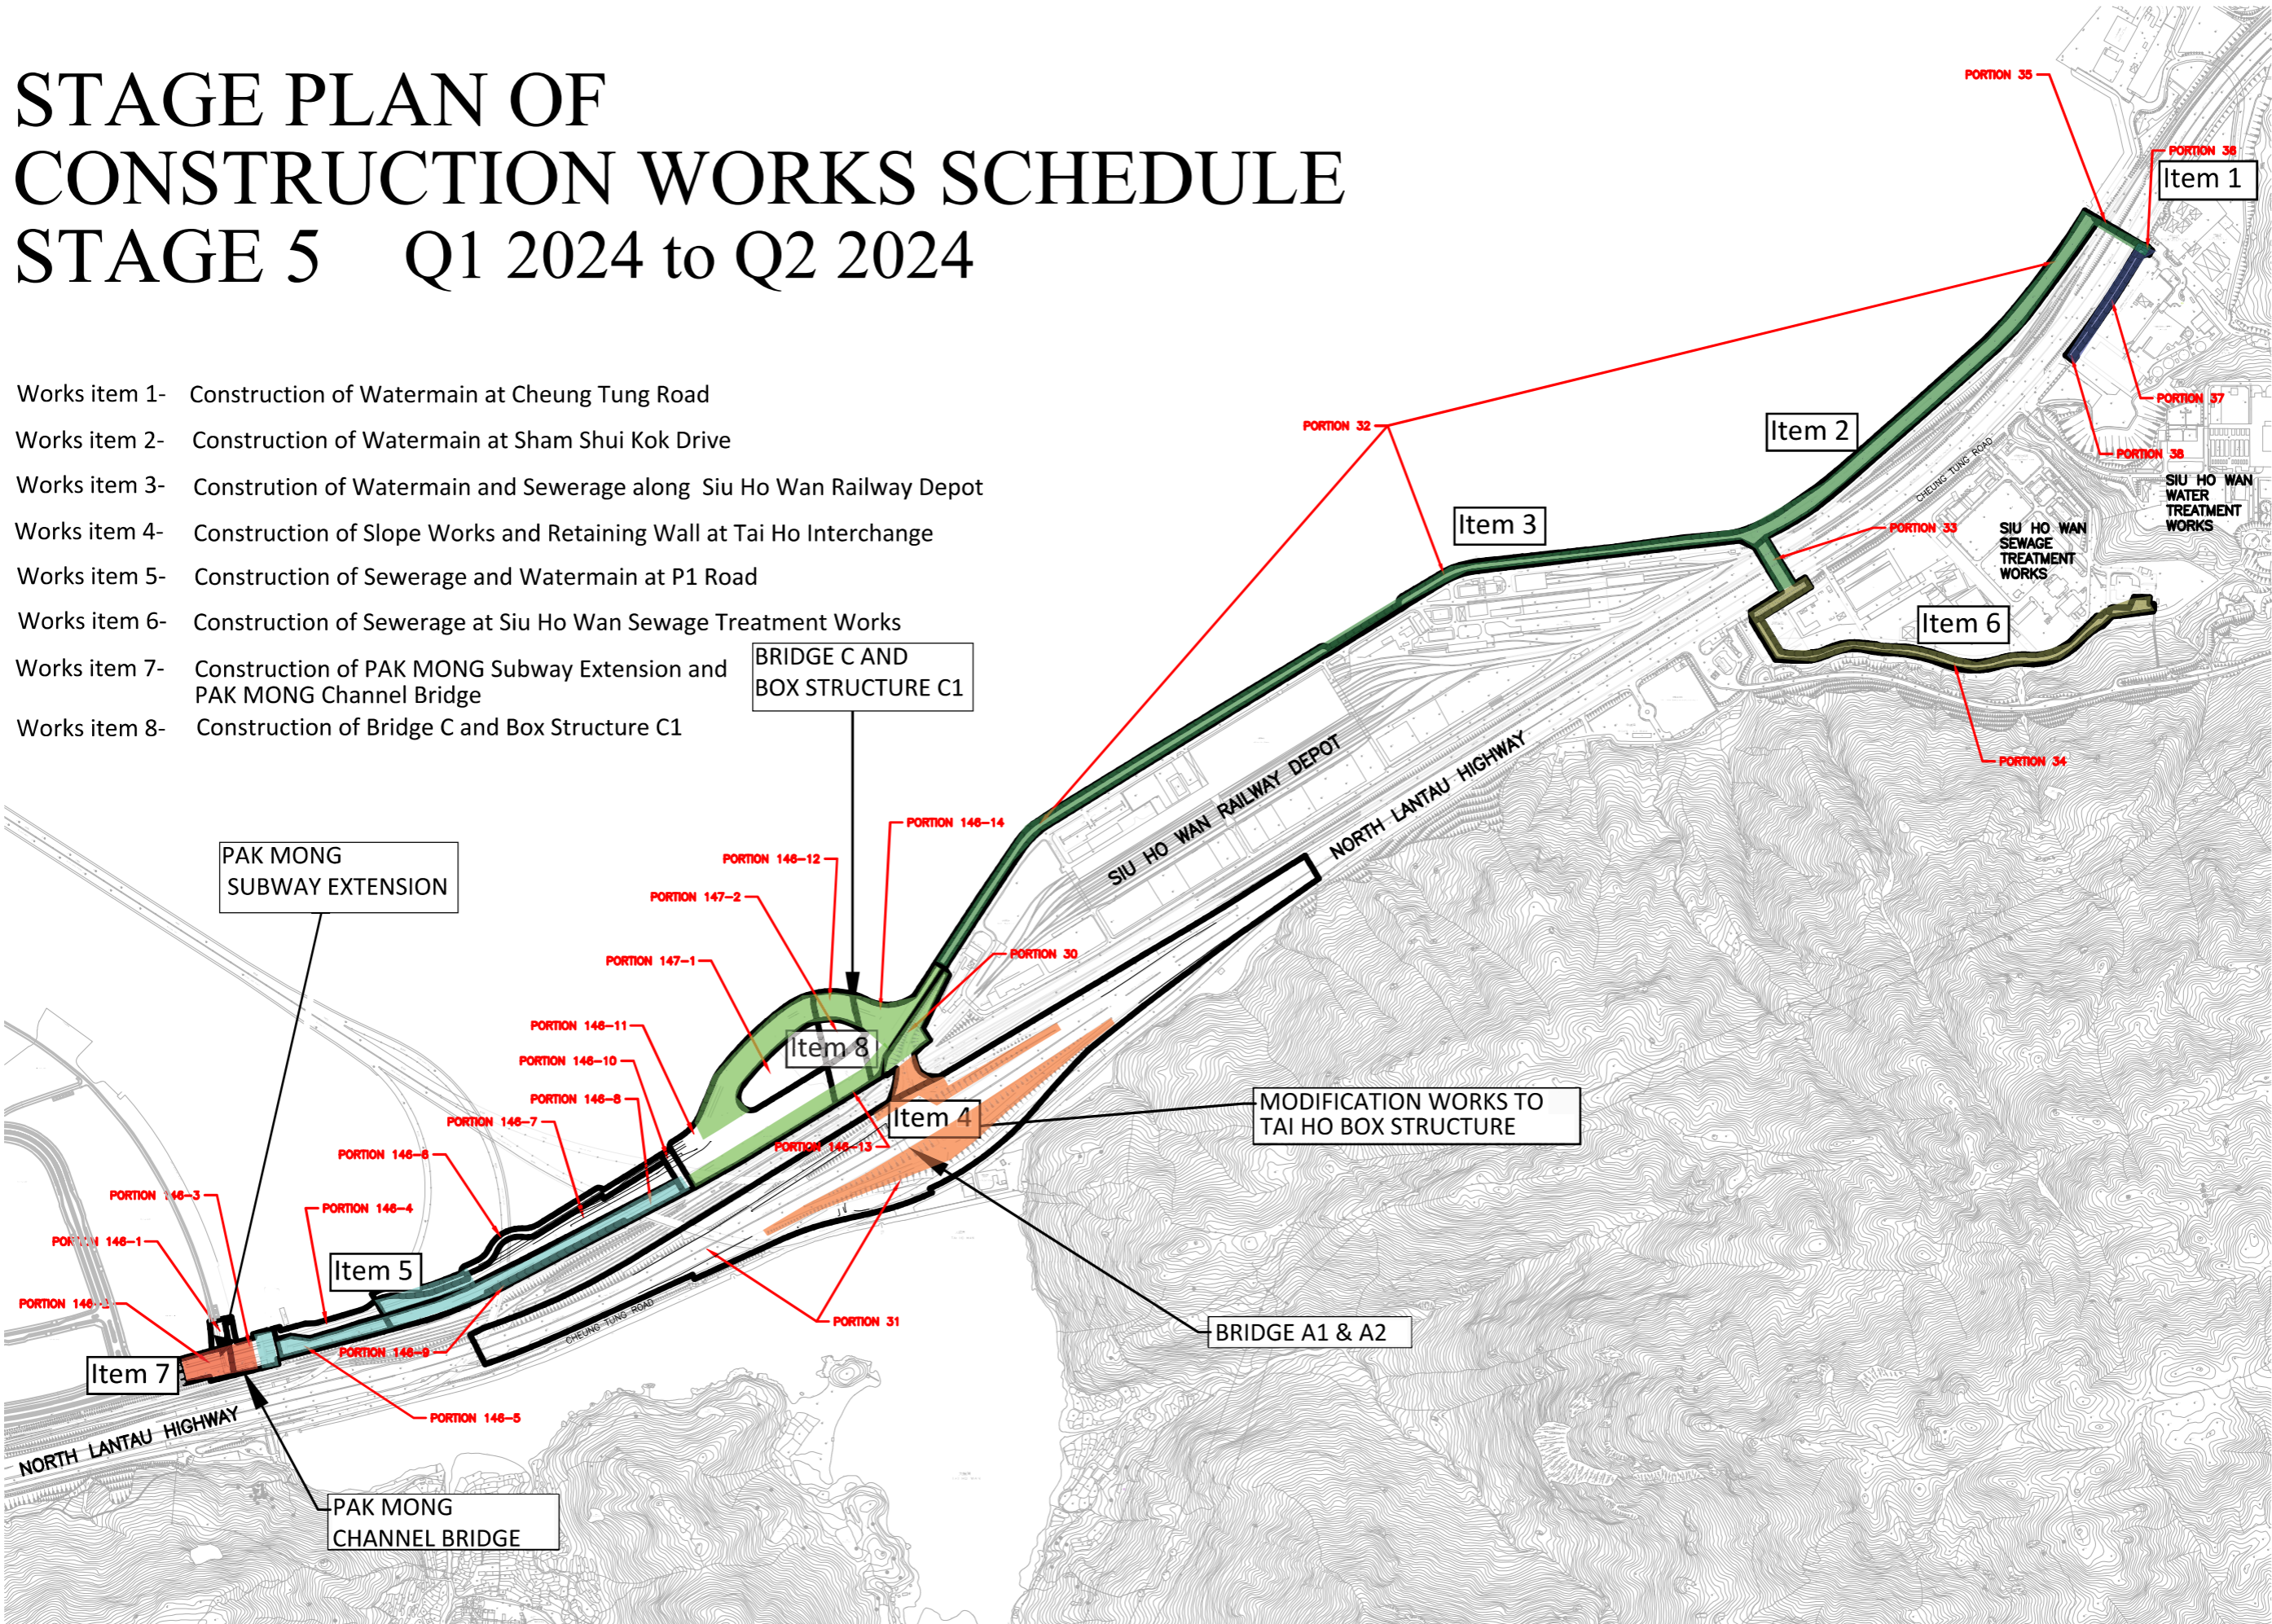 STAGE PLAN OF
CONSTRUCTION WORKS SCHEDULE
STAGE 5 Q1 2024 to Q2 2024
Works item 1- Construction of Watermain at Cheung Tung Road
Works item 2- Construction of Watermain at Sham Shui Kok Drive
Works item 3- Constrution of Watermain and Sewerage along Siu Ho Wan Railway Depot
Works item 4- Construction of Slope Works and Retaining Wall at Tai Ho Interchange
Works item 5- Construction of Sewerage and Watermain at P1 Road
Works item 6- Construction of Sewerage at Siu Ho Wan Sewage Treatment Works
Works item 7- Construction of PAK MONG Subway Extension and
PAK MONG Channel Bridge
Works item 8- Construction of Bridge C and Box Structure C1
PORTION 35
PORTION 36
Item 1
PORTION 37
PORTION 38
PORTION 32
Item 2
CHEUNG TUNG ROAD
SIU HO WAN
WATER
TREATMENT
WORKS
Item 3
PORTION 33
SIU HO WAN
SEWAGE
TREATMENT
WORKS
Item 6
PORTION 34
BRIDGE C AND
BOX STRUCTURE C1
SIU HO WAN RAILWAY DEPOT
NORTH LANTAU HIGHWAY
PAK MONG
SUBWAY EXTENSION
PORTION 146-14
PORTION 146-12
PORTION 147-2
PORTION 147-1
PORTION 30
PORTION 146-11
Item 8
PORTION 146-10
PORTION 146-8
PORTION 146-7
Item 4
PORTION 146-13
MODIFICATION WORKS TO
TAI HO BOX STRUCTURE
PORTION 146-6
PORTION 146-3
PORTION 146-4
PORTION 146-1
Item 5
PORTION 146-
PORTION 31
BRIDGE A1 & A2
CHEUNG TUNG ROAD
PORTION 146-9
Item 7
PORTION 146-5
NORTH LANTAU HIGHWAY
PAK MONG
CHANNEL BRIDGE